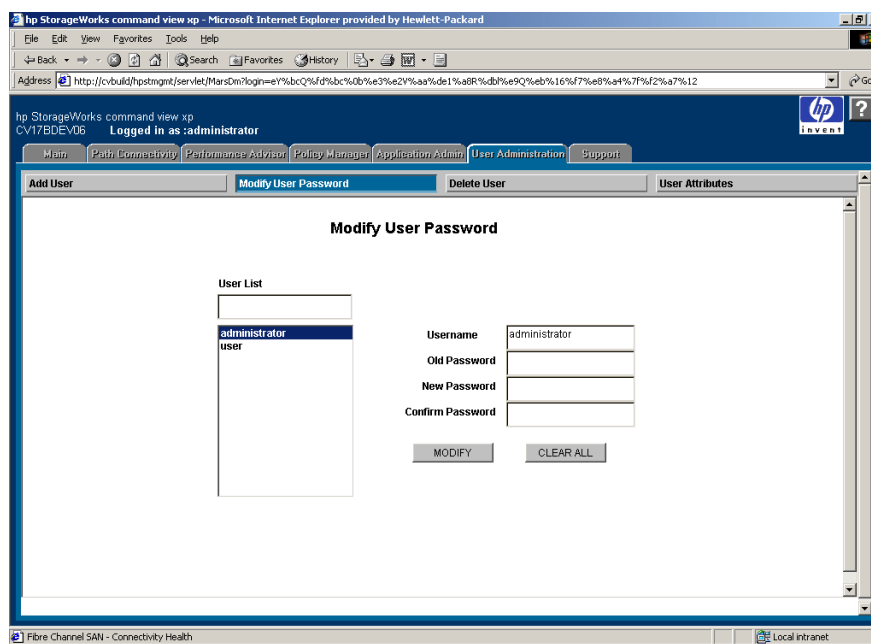 hp StorageWorks command view xp - Microsoft Internet Explorer provided by Hewlett-Packard
File Edit View Favorites Tools Help
Back Search Favorites History
Address http://cvbuild/hpstmgmt/servlet/MarsDm?login=eY%bcQ%fd%bc%0b%e3%e2V%aa%de1%a8R%dbl%e9Q%eb%16%f7%e8%a4%7f%f2%a7%12 Go
hp StorageWorks command view xp
CV17BDEV06 Logged in as :administrator
hp
invent
?
Main Path Connectivity Performance Advisor Policy Manager Application Admin User Administration Support
Add User Modify User Password Delete User User Attributes
Modify User Password
User List
administrator
user
Username administrator
Old Password
New Password
Confirm Password
MODIFY CLEAR ALL
Fibre Channel SAN - Connectivity Health Local intranet